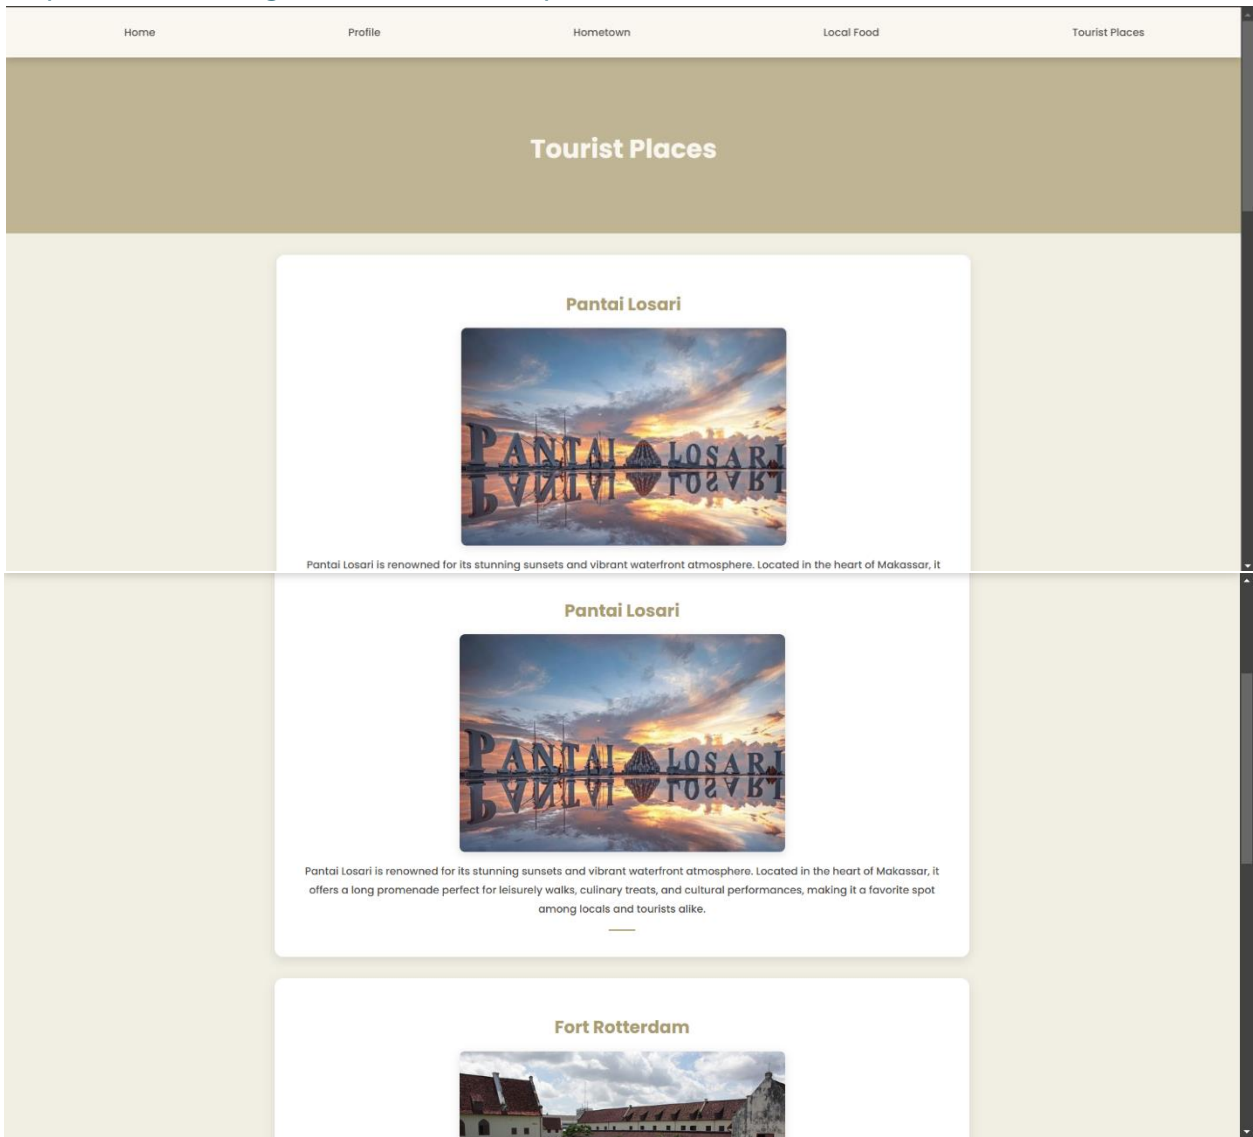 Home Profile Hometown Local Food Tourist Places
Tourist Places
Pantai Losari
PANTAI LOSARI
Pantai Losari is renowned for its stunning sunsets and vibrant waterfront atmosphere. Located in the heart of Makassar, it
Pantai Losari
PANTAI LOSARI
Pantai Losari is renowned for its stunning sunsets and vibrant waterfront atmosphere. Located in the heart of Makassar, it
offers a long promenade perfect for leisurely walks, culinary treats, and cultural performances, making it a favorite spot
among locals and tourists alike.
Fort Rotterdam